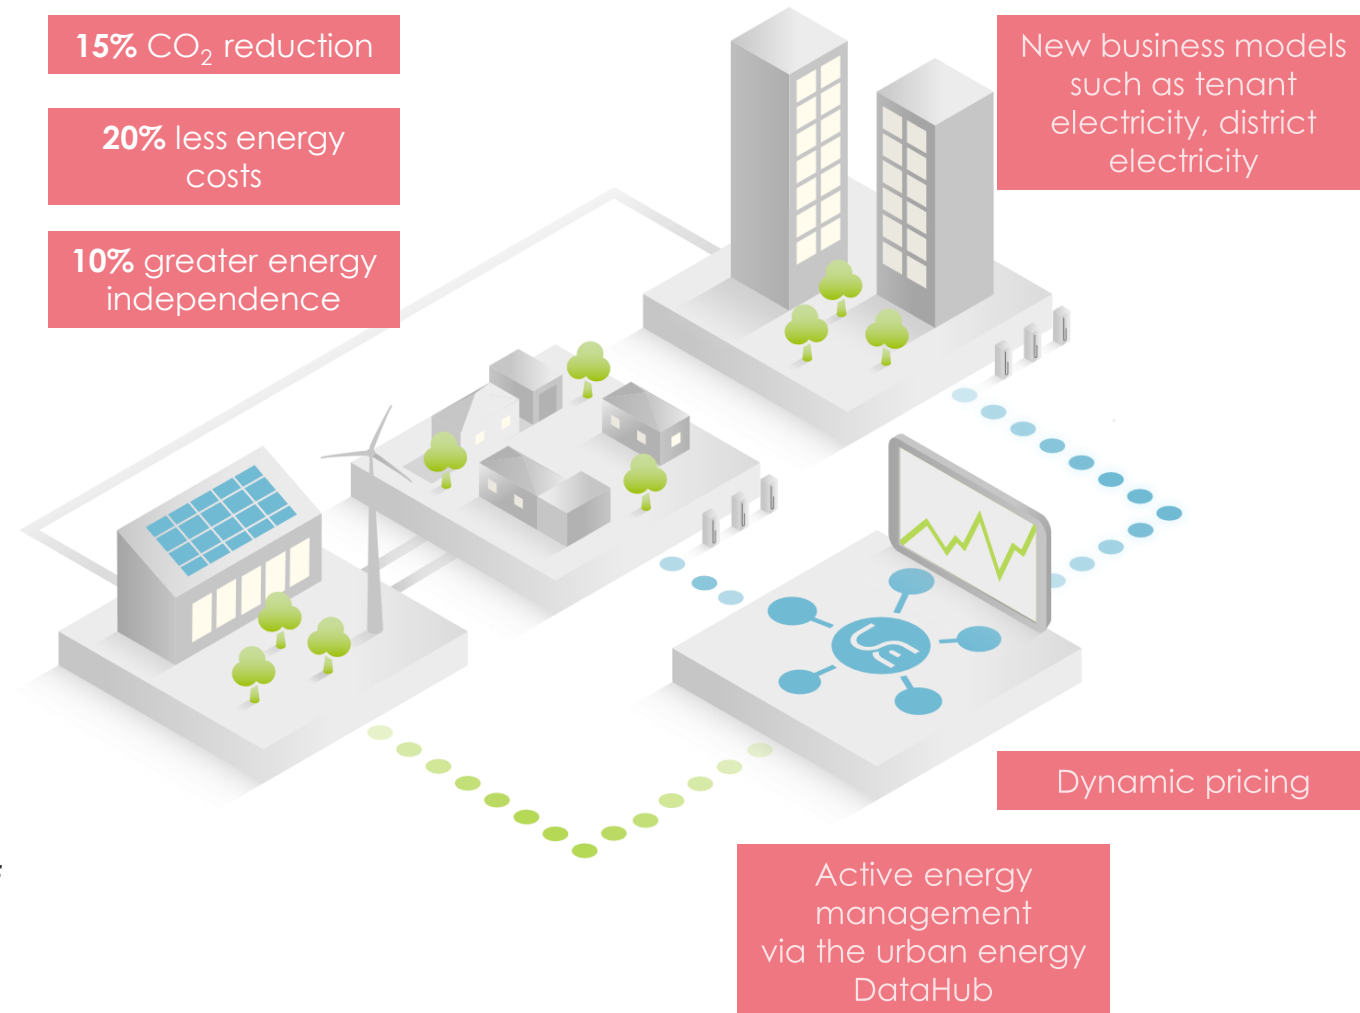 15% CO₂ reduction
20% less energy
costs
10% greater energy
independence
New business models
such as tenant
electricity, district
electricity
Dynamic pricing
Active energy
management
via the urban energy
DataHub